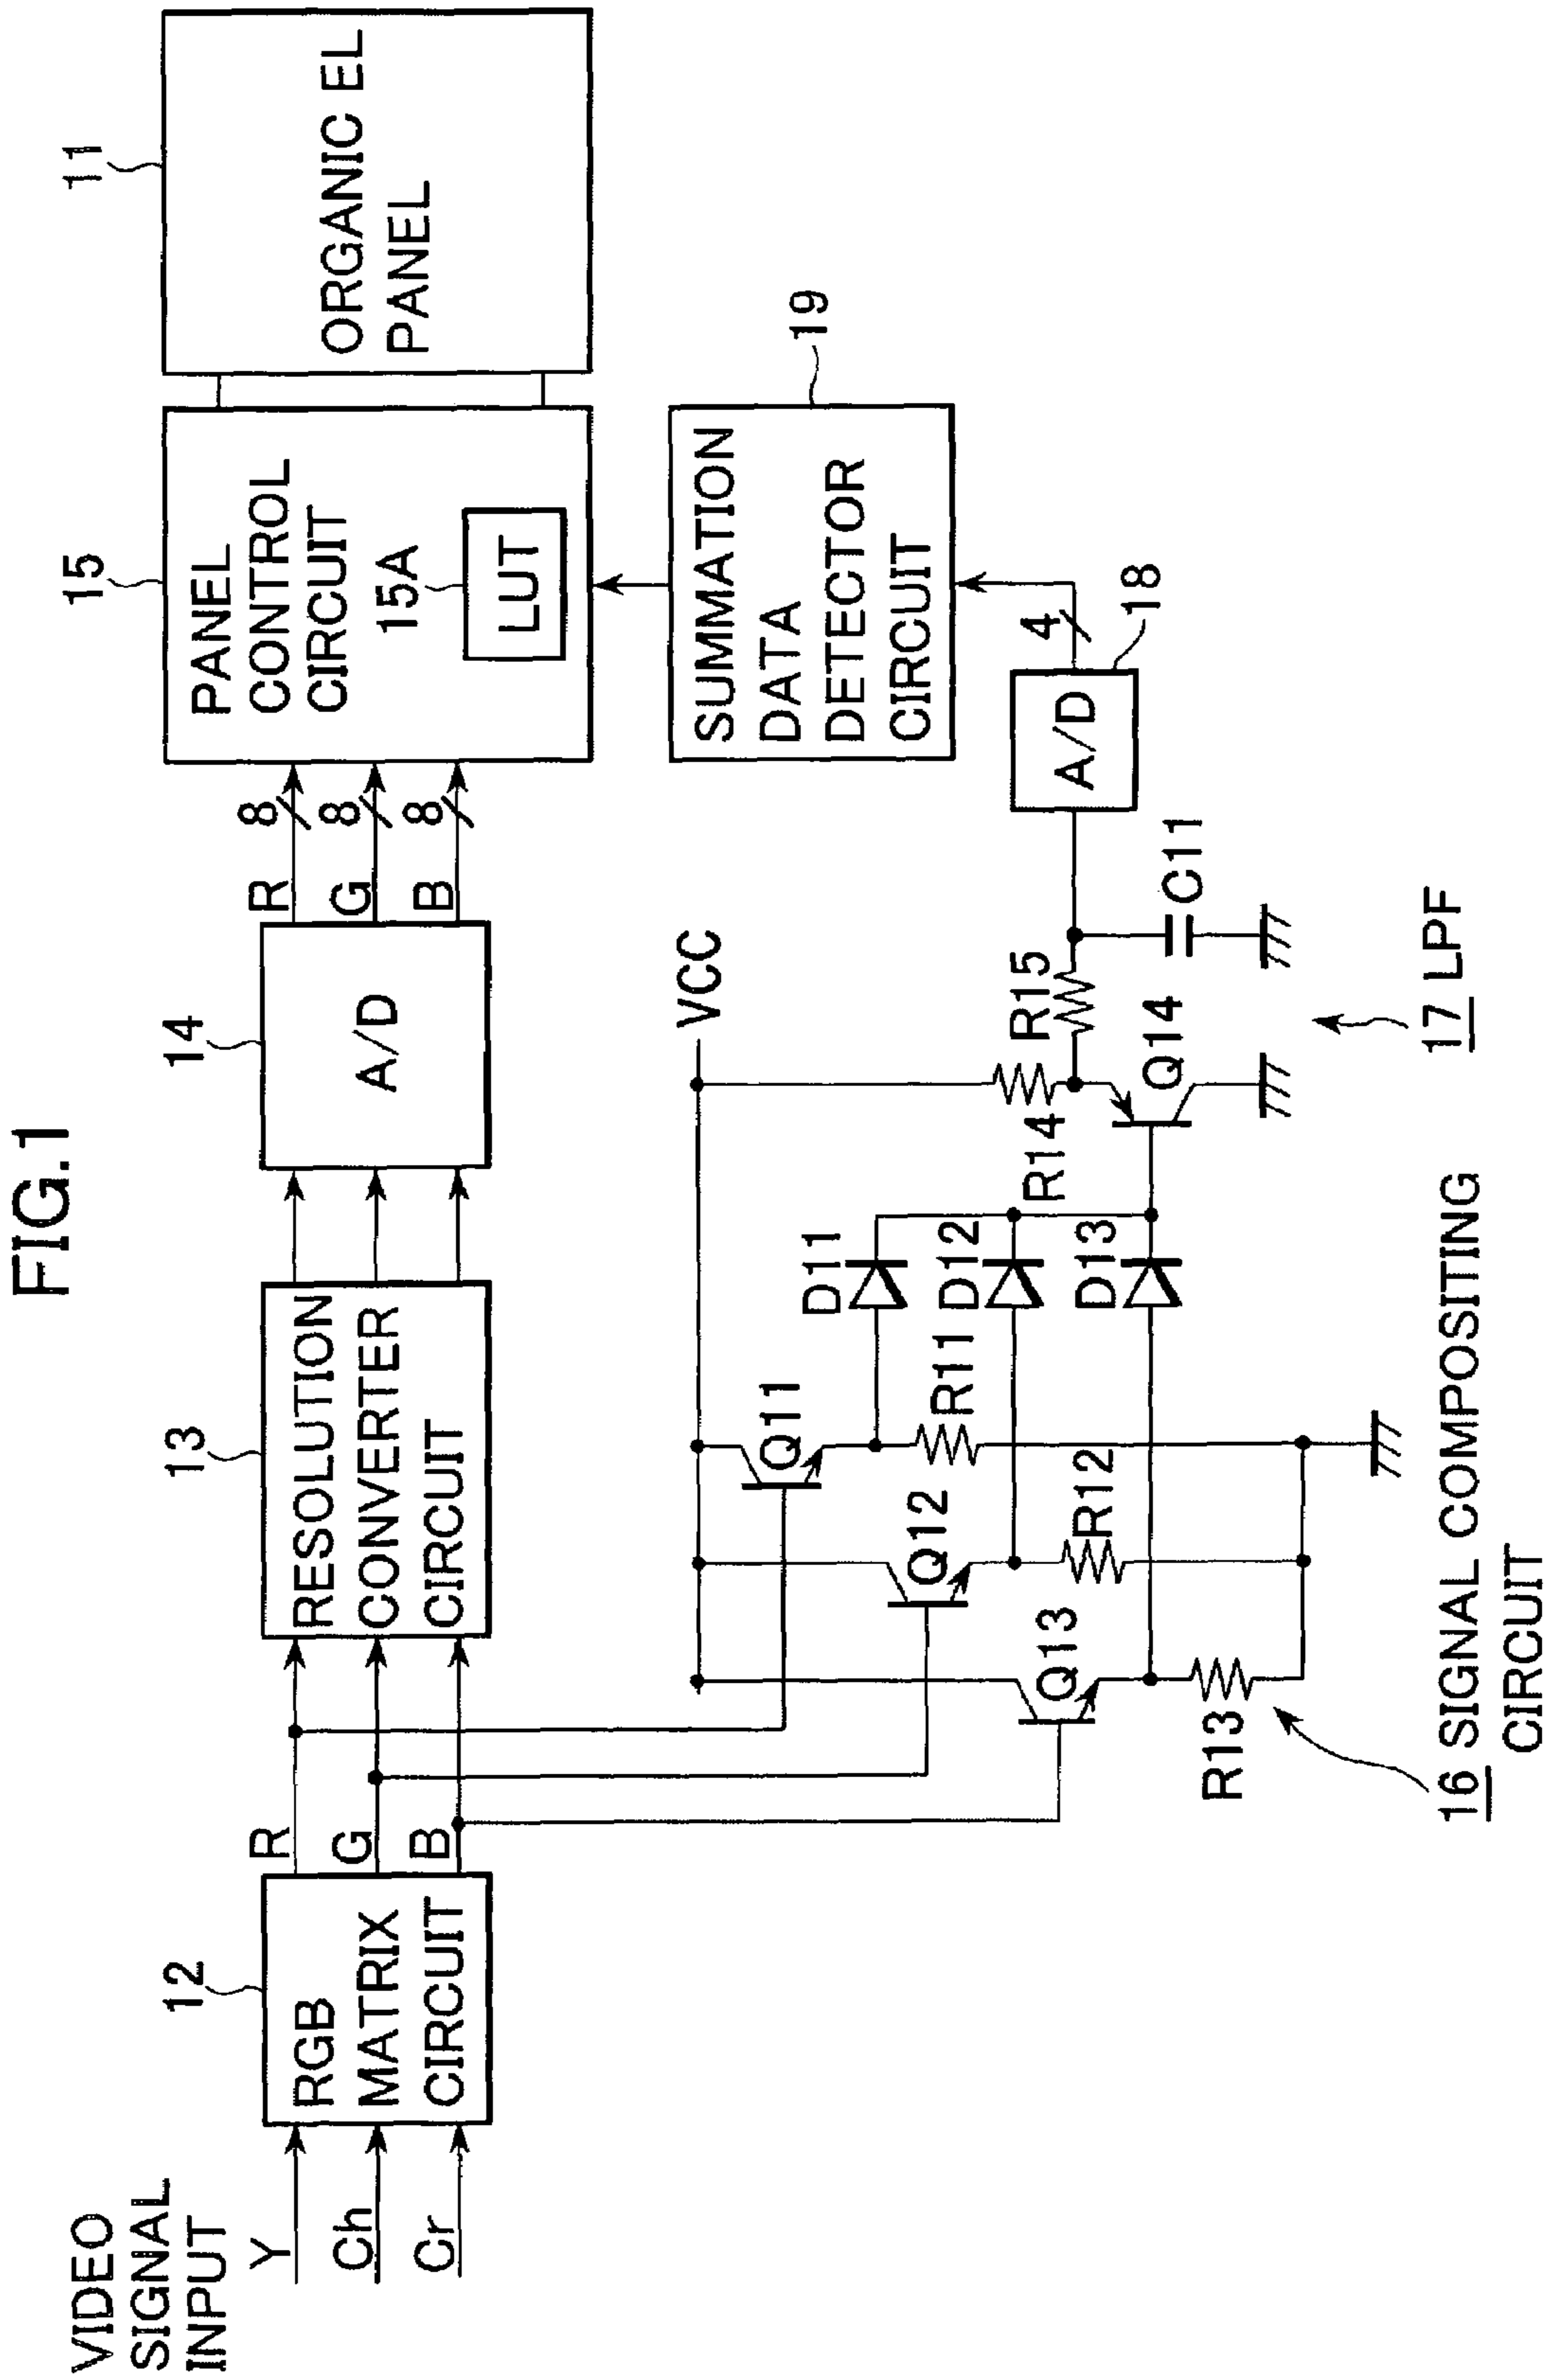 FIG.1
VIDEO
SIGNAL
INPUT
Y
Ch
Cr
12
RGB
MATRIX
CIRCUIT
R
G
B
13
RESOLUTION
CONVERTER
CIRCUIT
14
A/D
R
G
B
8
8
8
15
PANEL
CONTROL
CIRCUIT
15A
LUT
11
ORGANIC EL
PANEL
19
SUMMATION
DATA
DETECTOR
CIRCUIT
4
18
A/D
VCC
Q11
Q12
Q13
R11
R12
R13
D11
D12
D13
R14
R15
Q14
C11
17 LPF
16 SIGNAL COMPOSITING
CIRCUIT